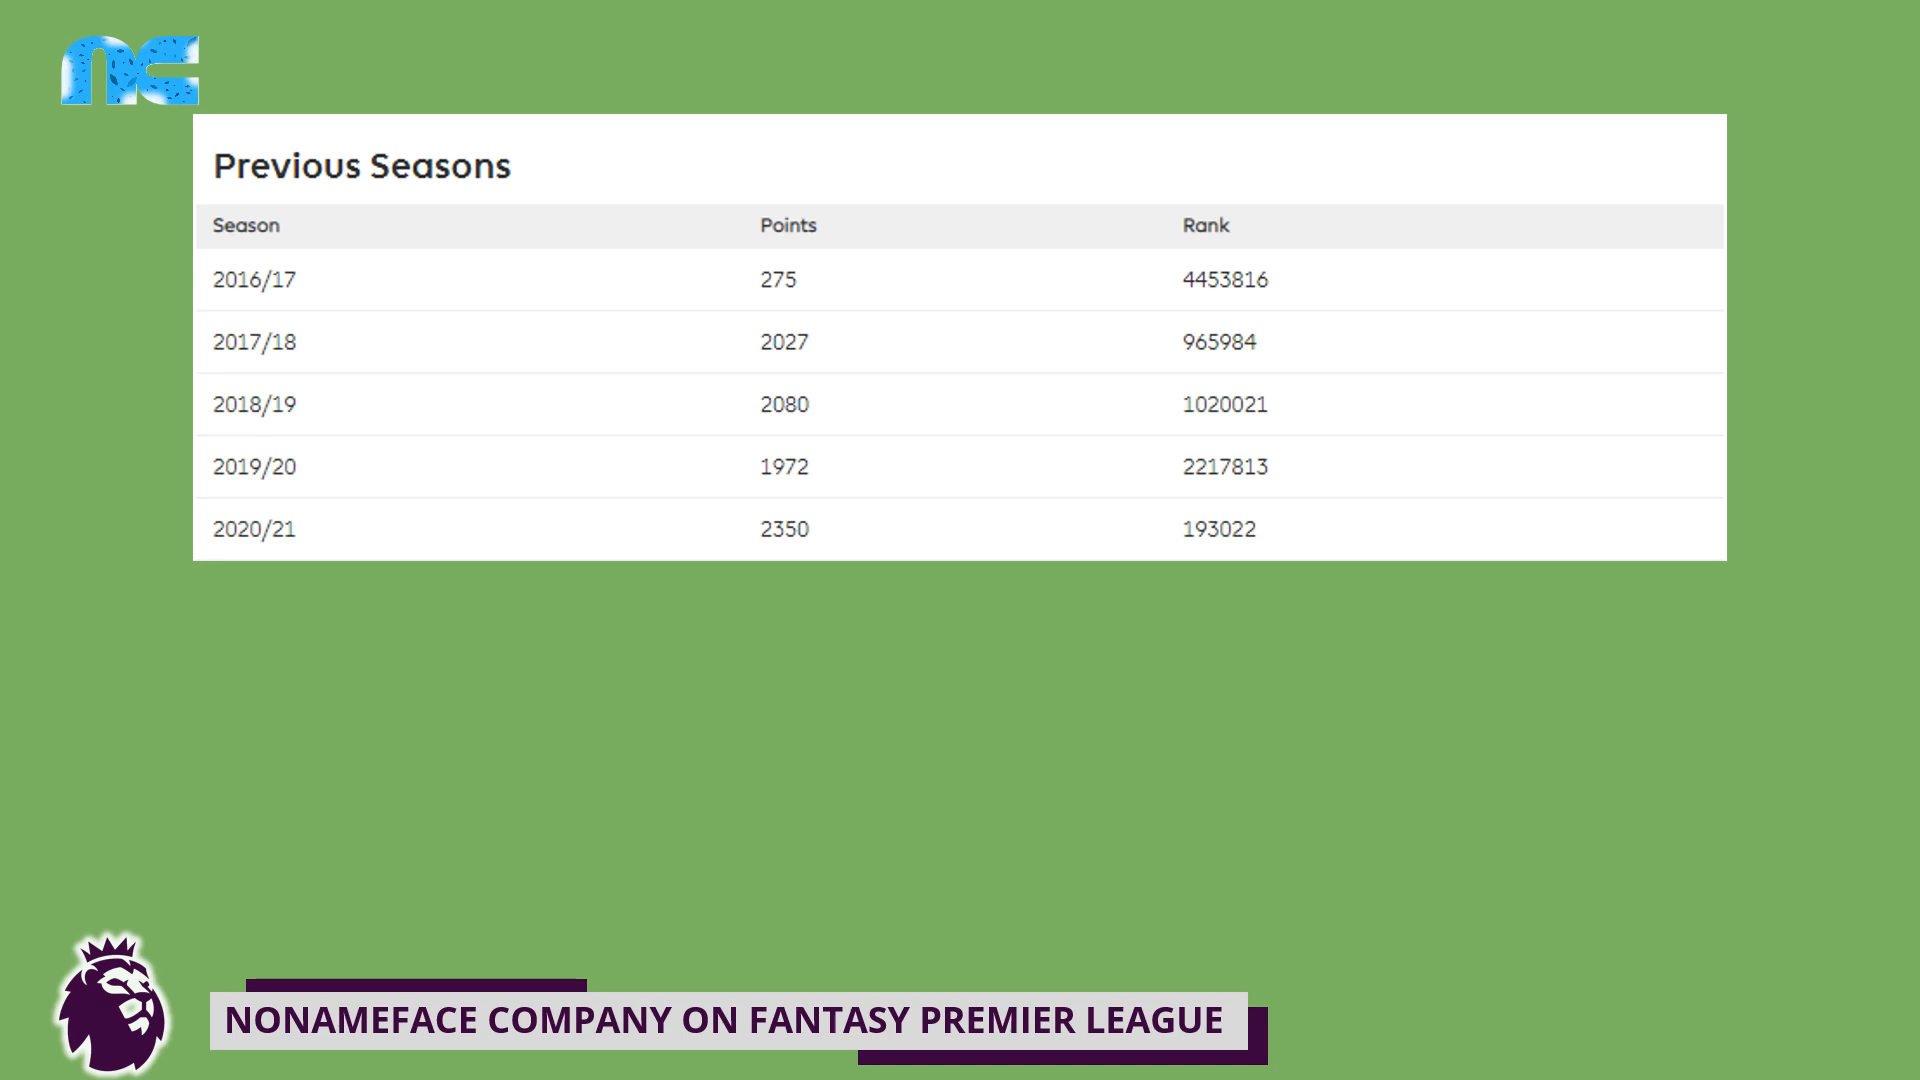 nc
Previous Seasons
Season Points Rank
2016/17 275 4453816
2017/18 2027 965984
2018/19 2080 1020021
2019/20 1972 2217813
2020/21 2350 193022
NONAMEFACE COMPANY ON FANTASY PREMIER LEAGUE